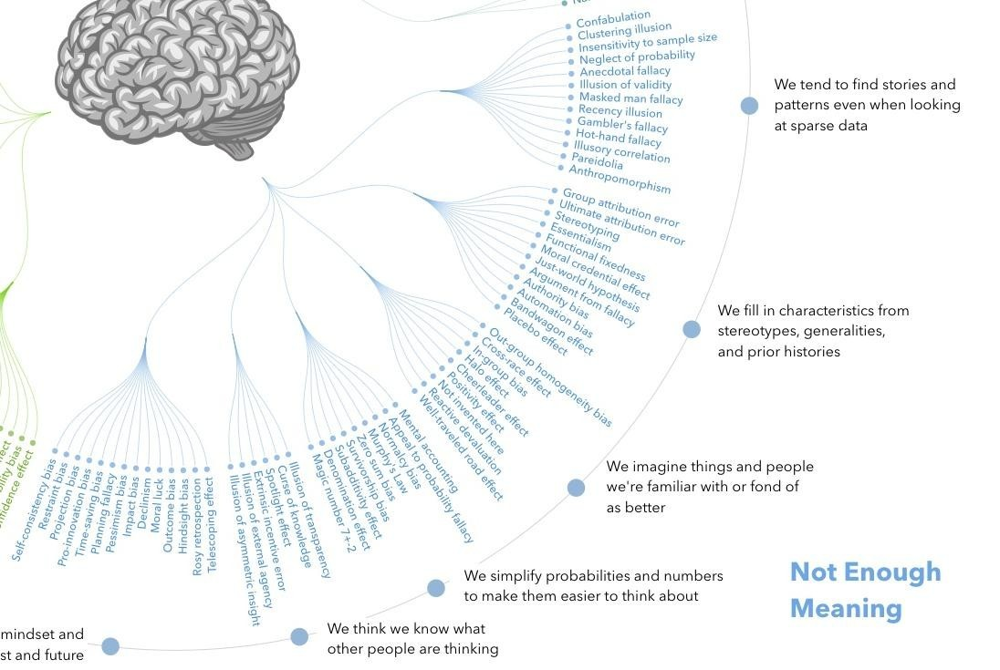 Confabulation
Clustering illusion
Insensitivity to sample size
Neglect of probability
Anecdotal fallacy
Illusion of validity
Masked man fallacy
Recency illusion
Gambler's fallacy
Hot-hand fallacy
Illusory correlation
Pareidolia
Anthropomorphism
We tend to find stories and
patterns even when looking
at sparse data
Group attribution error
Ultimate attribution error
Stereotyping
Essentialism
Functional fixedness
Moral credential effect
Just-world hypothesis
Argument from fallacy
Authority bias
Automation bias
Bandwagon effect
Placebo effect
We fill in characteristics from
stereotypes, generalities,
and prior histories
Out-group homogeneity bias
Cross-race effect
In-group bias
Halo effect
Cheerleader effect
Positivity effect
Not invented here
Reactive devaluation
Well-traveled road effect
We imagine things and people
we're familiar with or fond of
as better
Mental accounting
Appeal to probability fallacy
Normalcy bias
Murphy's Law
Zero sum bias
Survivorship bias
Subadditivity effect
Denomination effect
Magic number 7+-2
We simplify probabilities and numbers
to make them easier to think about
Illusion of transparency
Curse of knowledge
Spotlight effect
Extrinsic incentive error
Illusion of external agency
Illusion of asymmetric insight
We think we know what
other people are thinking
Telescoping effect
Rosy retrospection
Hindsight bias
Outcome bias
Moral luck
Declinism
Impact bias
Pessimism bias
Planning fallacy
Time-saving bias
Pro-innovation bias
Projection bias
Restraint bias
Self-consistency bias
mindset and
st and future
effect
bias
Not Enough
Meaning